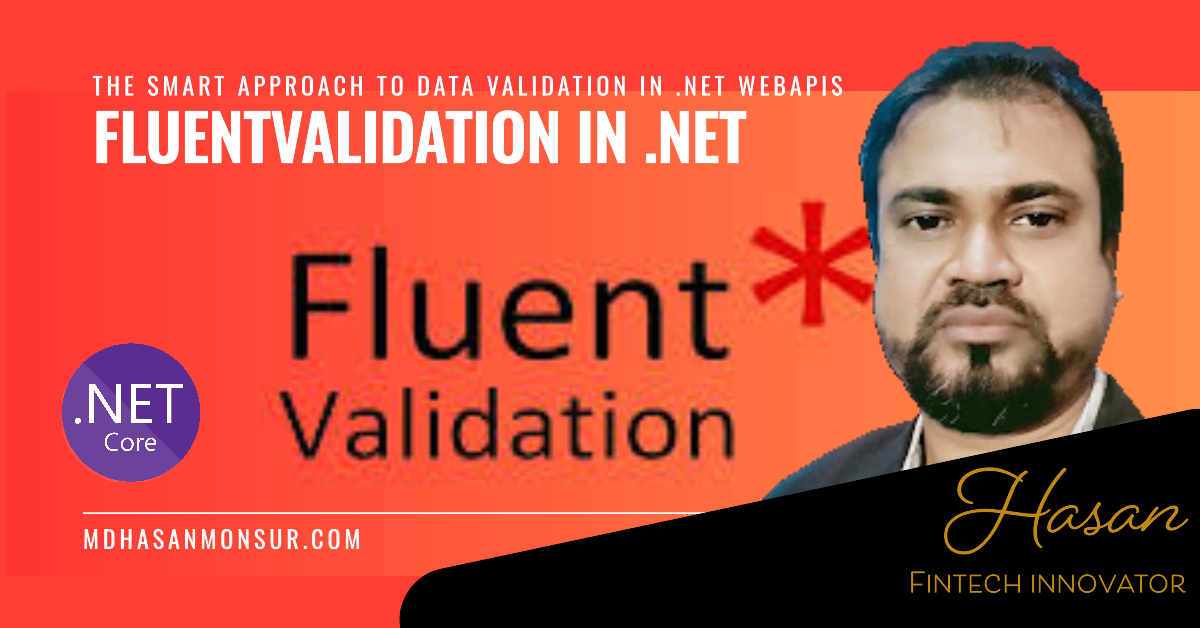 THE SMART APPROACH TO DATA VALIDATION IN .NET WEBAPIS
FLUENTVALIDATION IN .NET
Fluent*
Validation
.NET
Core
MDHASANMONSUR.COM
Hasan
FINTECH INNOVATOR